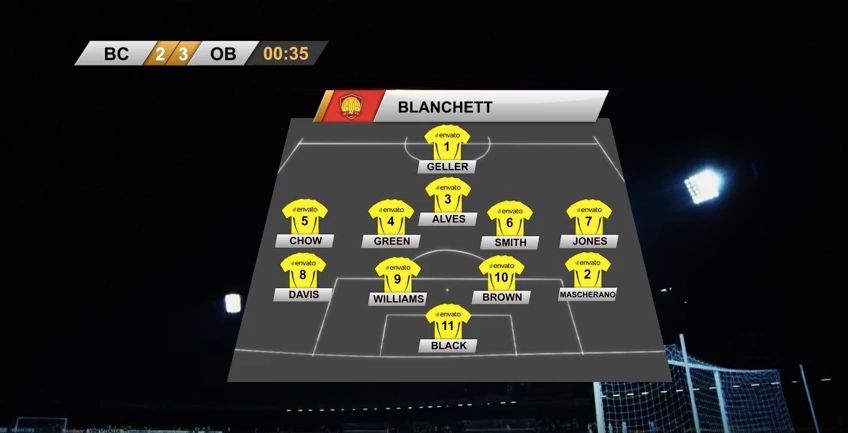 BC 2 3 OB 00:35
BLANCHETT
envato
1
GELLER
envato
3
ALVES
envato
5
CHOW
envato
4
GREEN
envato
6
SMITH
envato
7
JONES
envato
8
DAVIS
envato
9
WILLIAMS
envato
10
BROWN
envato
2
MASCHERANO
envato
11
BLACK